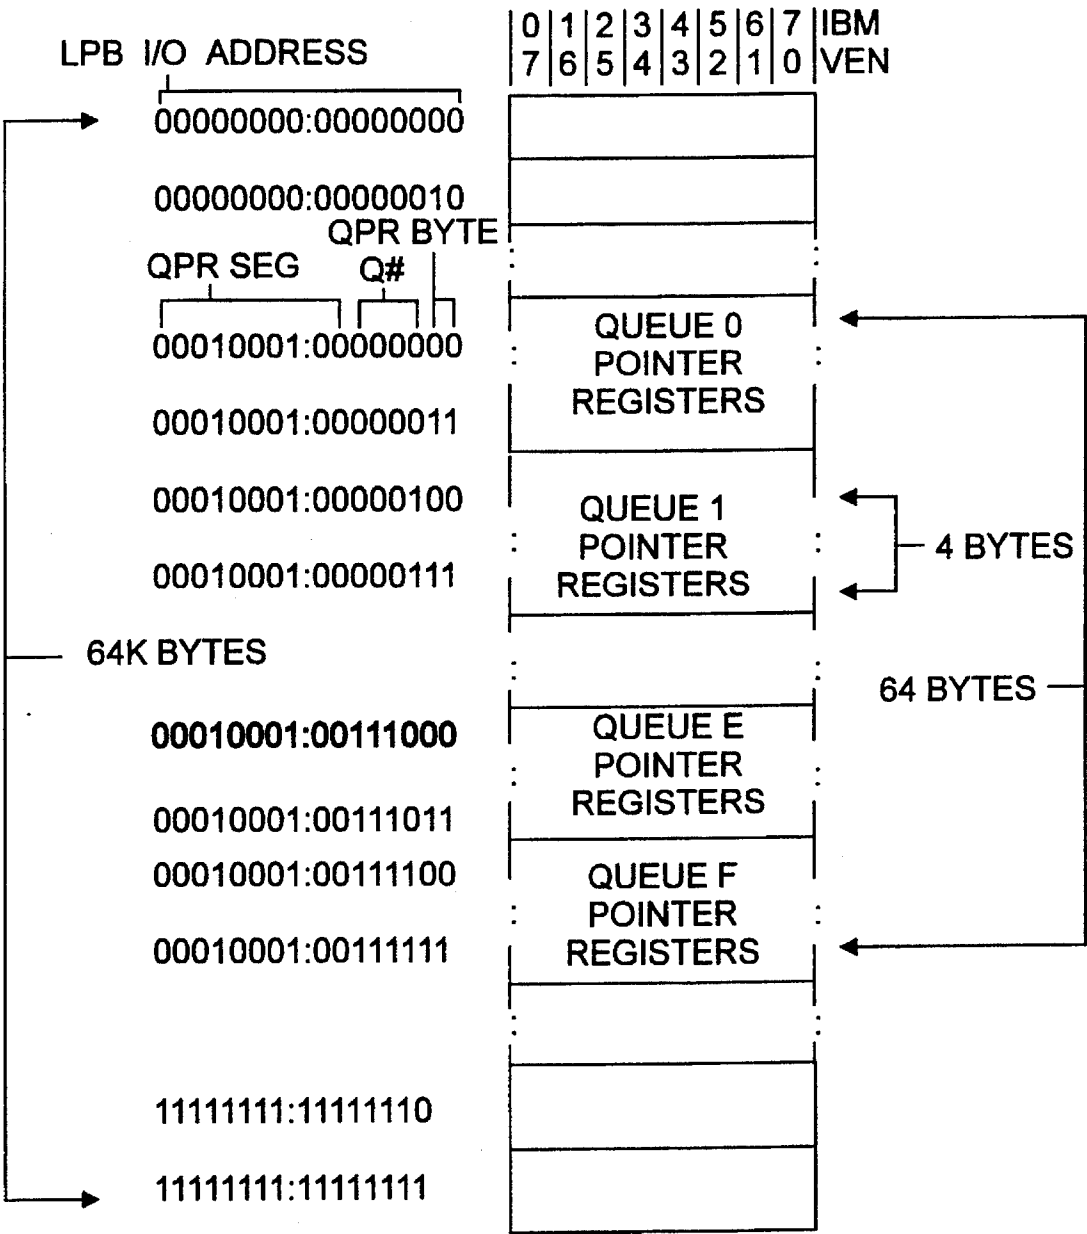 0 1 2 3 4 5 6 7 IBM
LPB I/O ADDRESS
7 6 5 4 3 2 1 0 VEN
00000000:00000000
00000000:00000010
QPR BYTE
QPR SEG Q#
00010001:00000000
QUEUE 0
POINTER
REGISTERS
00010001:00000011
00010001:00000100
QUEUE 1
POINTER
REGISTERS
4 BYTES
00010001:00000111
64K BYTES
64 BYTES
00010001:00111000
QUEUE E
POINTER
REGISTERS
00010001:00111011
00010001:00111100
QUEUE F
POINTER
REGISTERS
00010001:00111111
11111111:11111110
11111111:11111111